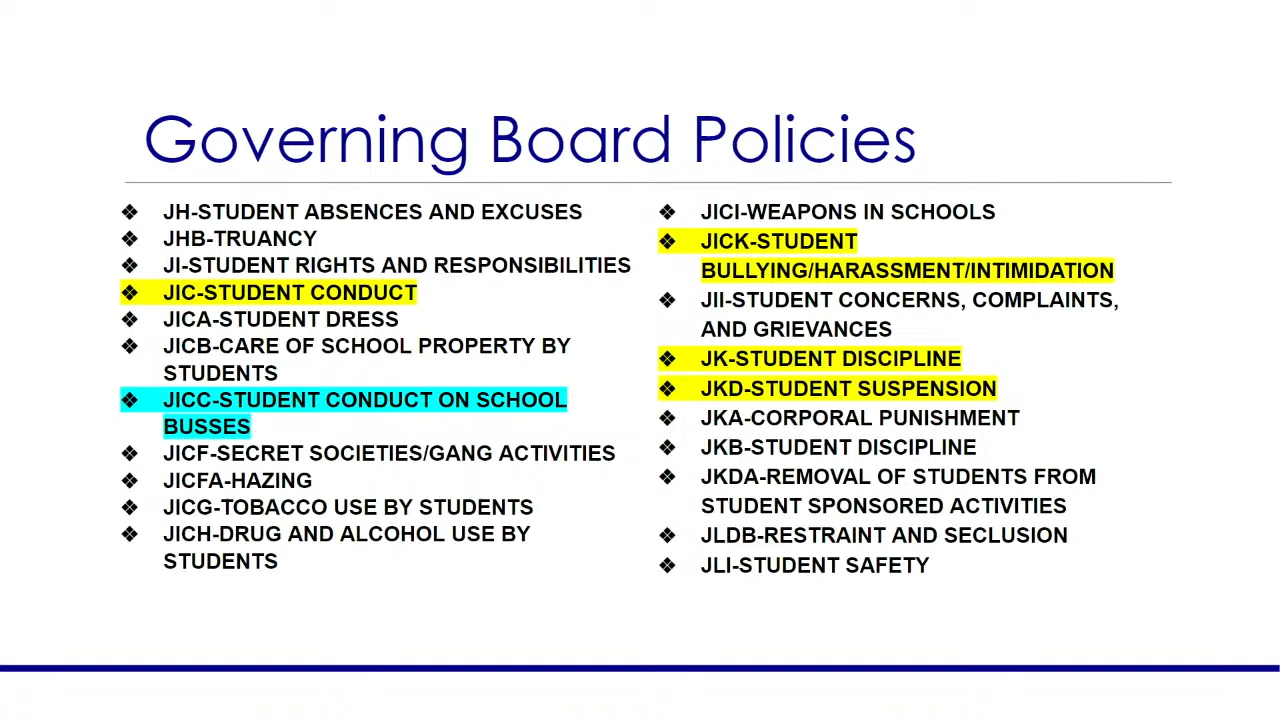 Governing Board Policies
❖ JH-STUDENT ABSENCES AND EXCUSES
❖ JHB-TRUANCY
❖ JI-STUDENT RIGHTS AND RESPONSIBILITIES
❖ JIC-STUDENT CONDUCT
❖ JICA-STUDENT DRESS
❖ JICB-CARE OF SCHOOL PROPERTY BY
STUDENTS
❖ JICC-STUDENT CONDUCT ON SCHOOL
BUSSES
❖ JICF-SECRET SOCIETIES/GANG ACTIVITIES
❖ JICFA-HAZING
❖ JICG-TOBACCO USE BY STUDENTS
❖ JICH-DRUG AND ALCOHOL USE BY
STUDENTS
❖ JICI-WEAPONS IN SCHOOLS
❖ JICK-STUDENT
BULLYING/HARASSMENT/INTIMIDATION
❖ JII-STUDENT CONCERNS, COMPLAINTS,
AND GRIEVANCES
❖ JK-STUDENT DISCIPLINE
❖ JKD-STUDENT SUSPENSION
❖ JKA-CORPORAL PUNISHMENT
❖ JKB-STUDENT DISCIPLINE
❖ JKDA-REMOVAL OF STUDENTS FROM
STUDENT SPONSORED ACTIVITIES
❖ JLDB-RESTRAINT AND SECLUSION
❖ JLI-STUDENT SAFETY